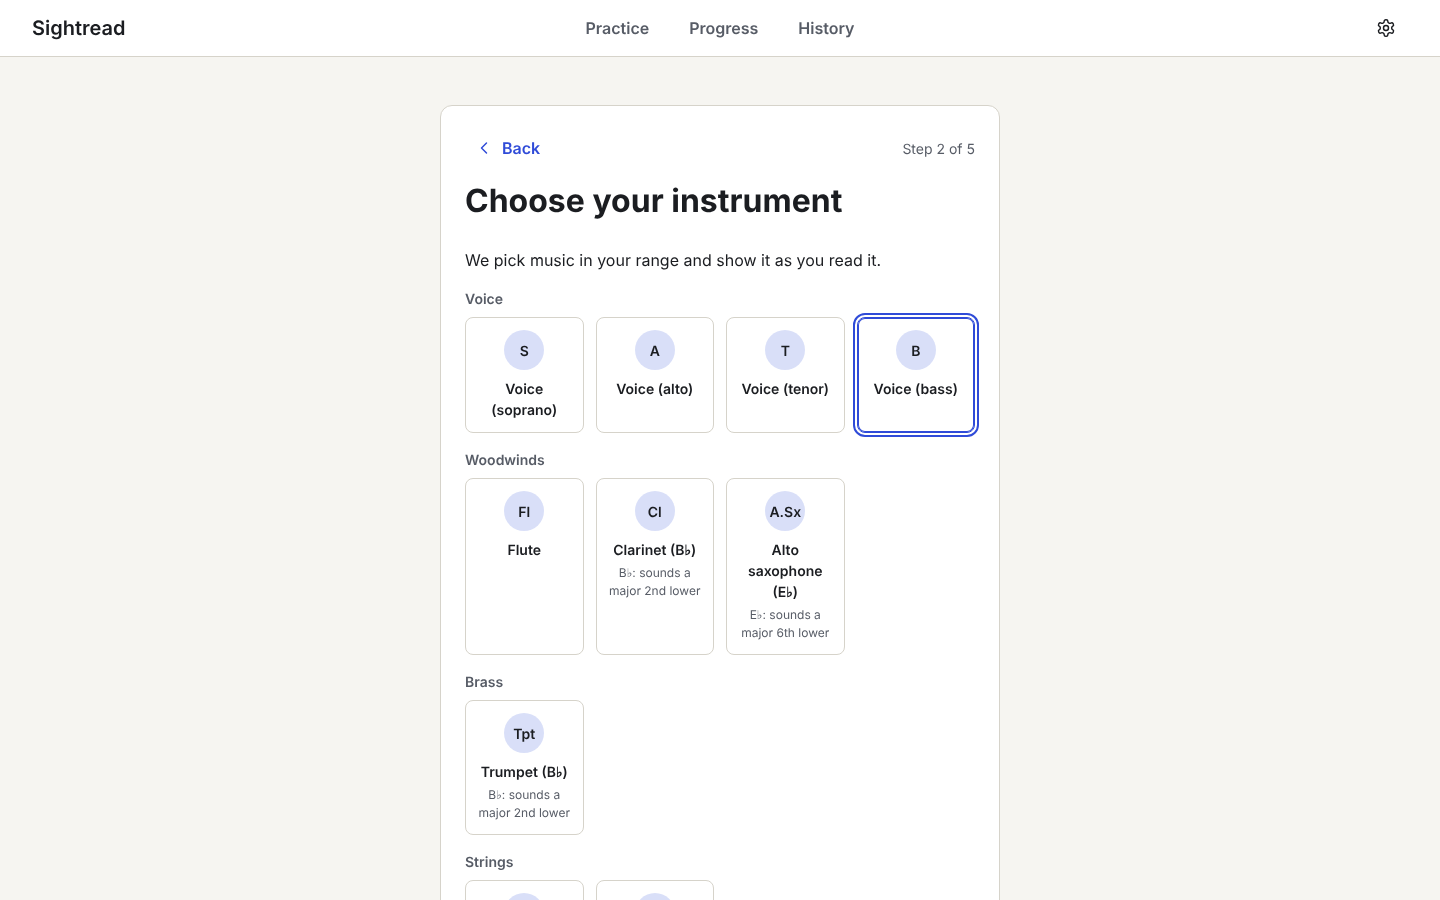 Sightread
Practice
Progress
History
Back
Step 2 of 5
Choose your instrument
We pick music in your range and show it as you read it.
Voice
S
Voice
(soprano)
A
Voice (alto)
T
Voice (tenor)
B
Voice (bass)
Woodwinds
Fl
Flute
Cl
Clarinet (B♭)
B♭: sounds a
major 2nd lower
A.Sx
Alto
saxophone
(E♭)
E♭: sounds a
major 6th lower
Brass
Tpt
Trumpet (B♭)
B♭: sounds a
major 2nd lower
Strings